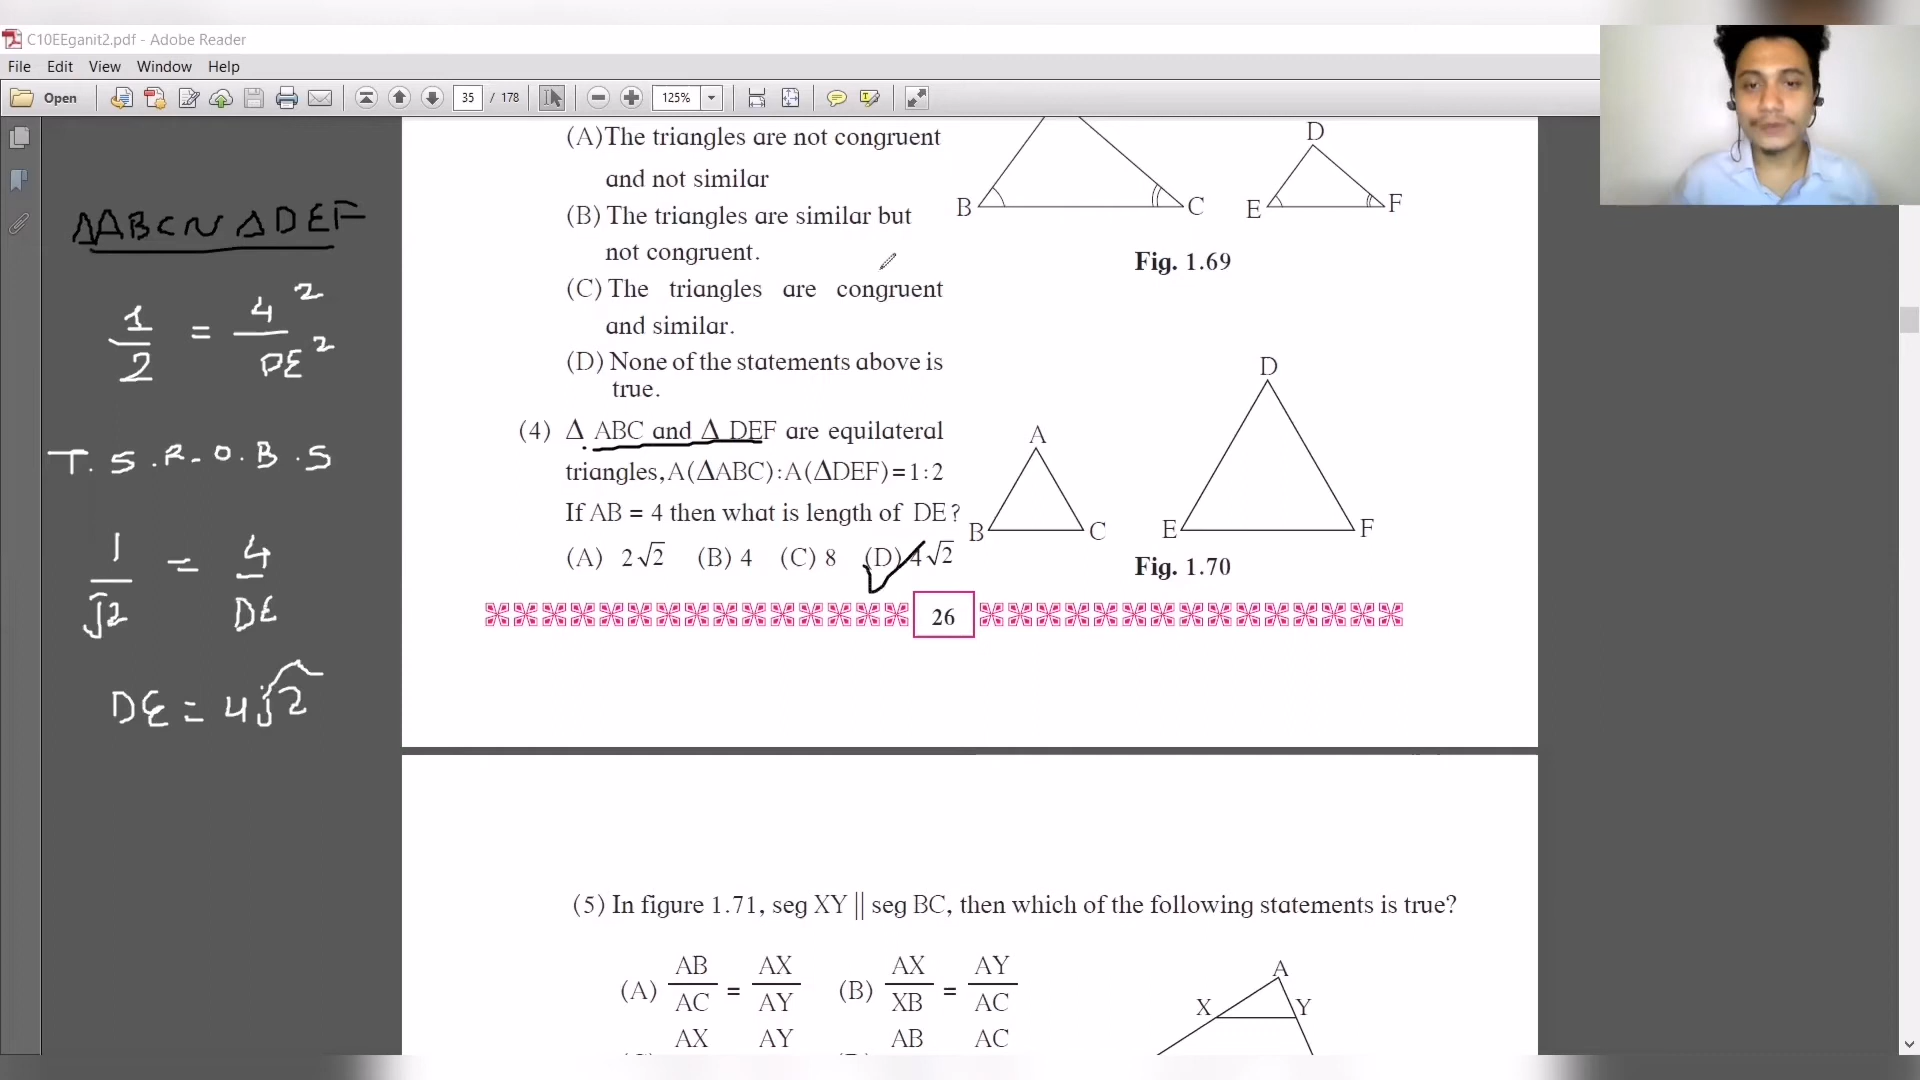 C10EEganit2.pdf - Adobe Reader
File Edit View Window Help
Open 35 / 178 125%
ΔABC ~ ΔDEF
1/2 = 4²/DE²
T.S.R.O.B.S
1/√2 = 4/DE
DE = 4√2
(A) The triangles are not congruent
and not similar
(B) The triangles are similar but
not congruent.
(C) The triangles are congruent
and similar.
(D) None of the statements above is
true.
B C
D
E F
Fig. 1.69
(4) Δ ABC and Δ DEF are equilateral
triangles, A(ΔABC):A(ΔDEF)=1:2
If AB = 4 then what is length of DE?
(A) 2√2 (B) 4 (C) 8 (D) 4√2
A
B C
D
E F
Fig. 1.70
26
(5) In figure 1.71, seg XY || seg BC, then which of the following statements is true?
(A) AB/AC = AX/AY (B) AX/XB = AY/AC
AX AY AB AC
A
X Y